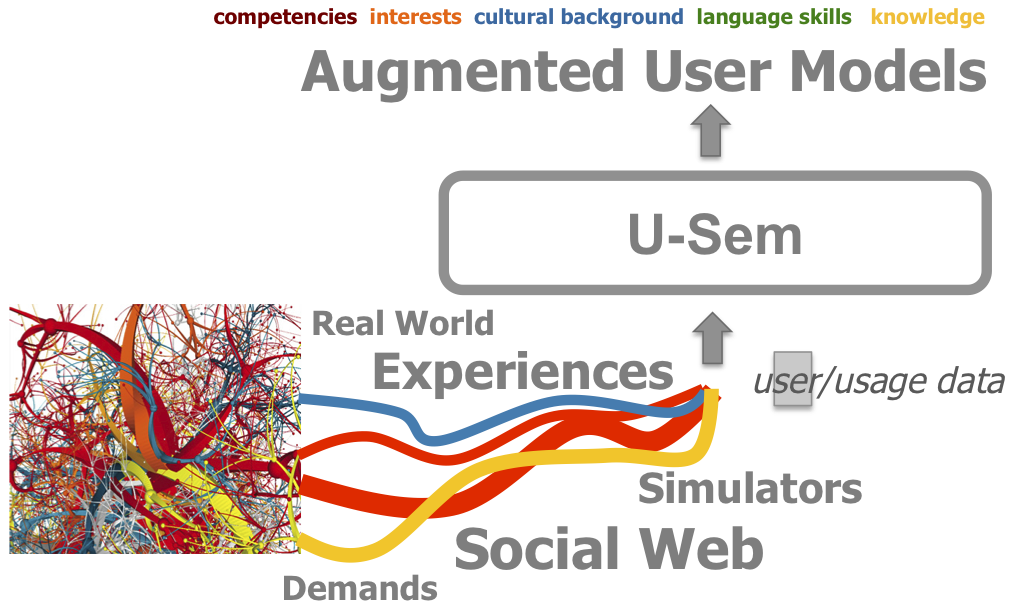 competencies interests cultural background language skills knowledge
Augmented User Models
U-Sem
Real World
Experiences
user/usage data
Simulators
Social Web
Demands